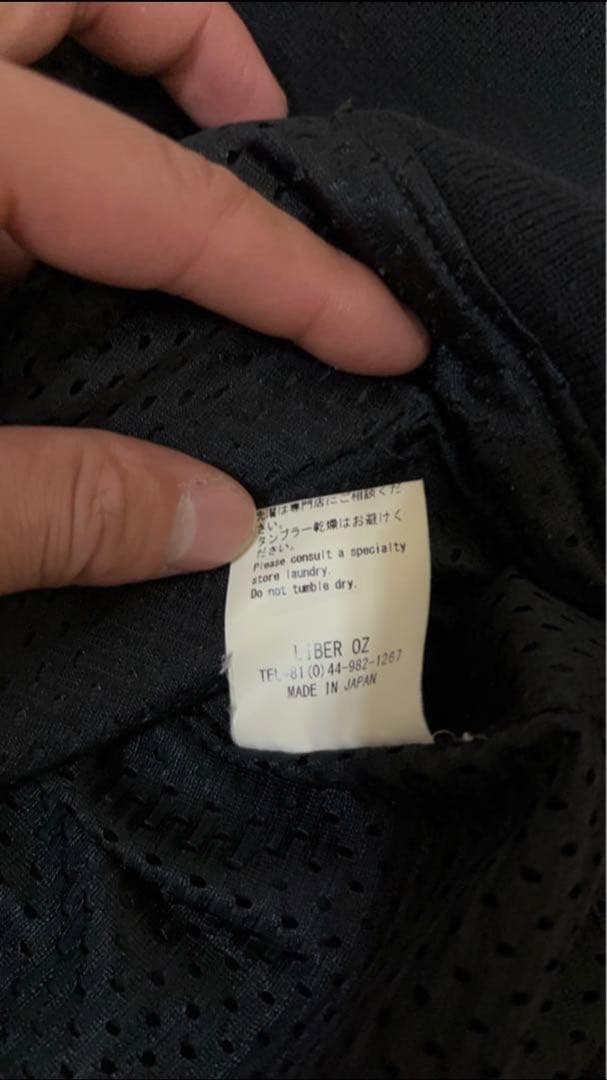 洗濯は専門店にご相談くだ
さい。
タンブラー乾燥はお避けく
ださい。
Please consult a specialty
store laundry.
Do not tumble dry.
LIBER OZ
TEL+81(0)44-982-1267
MADE IN JAPAN